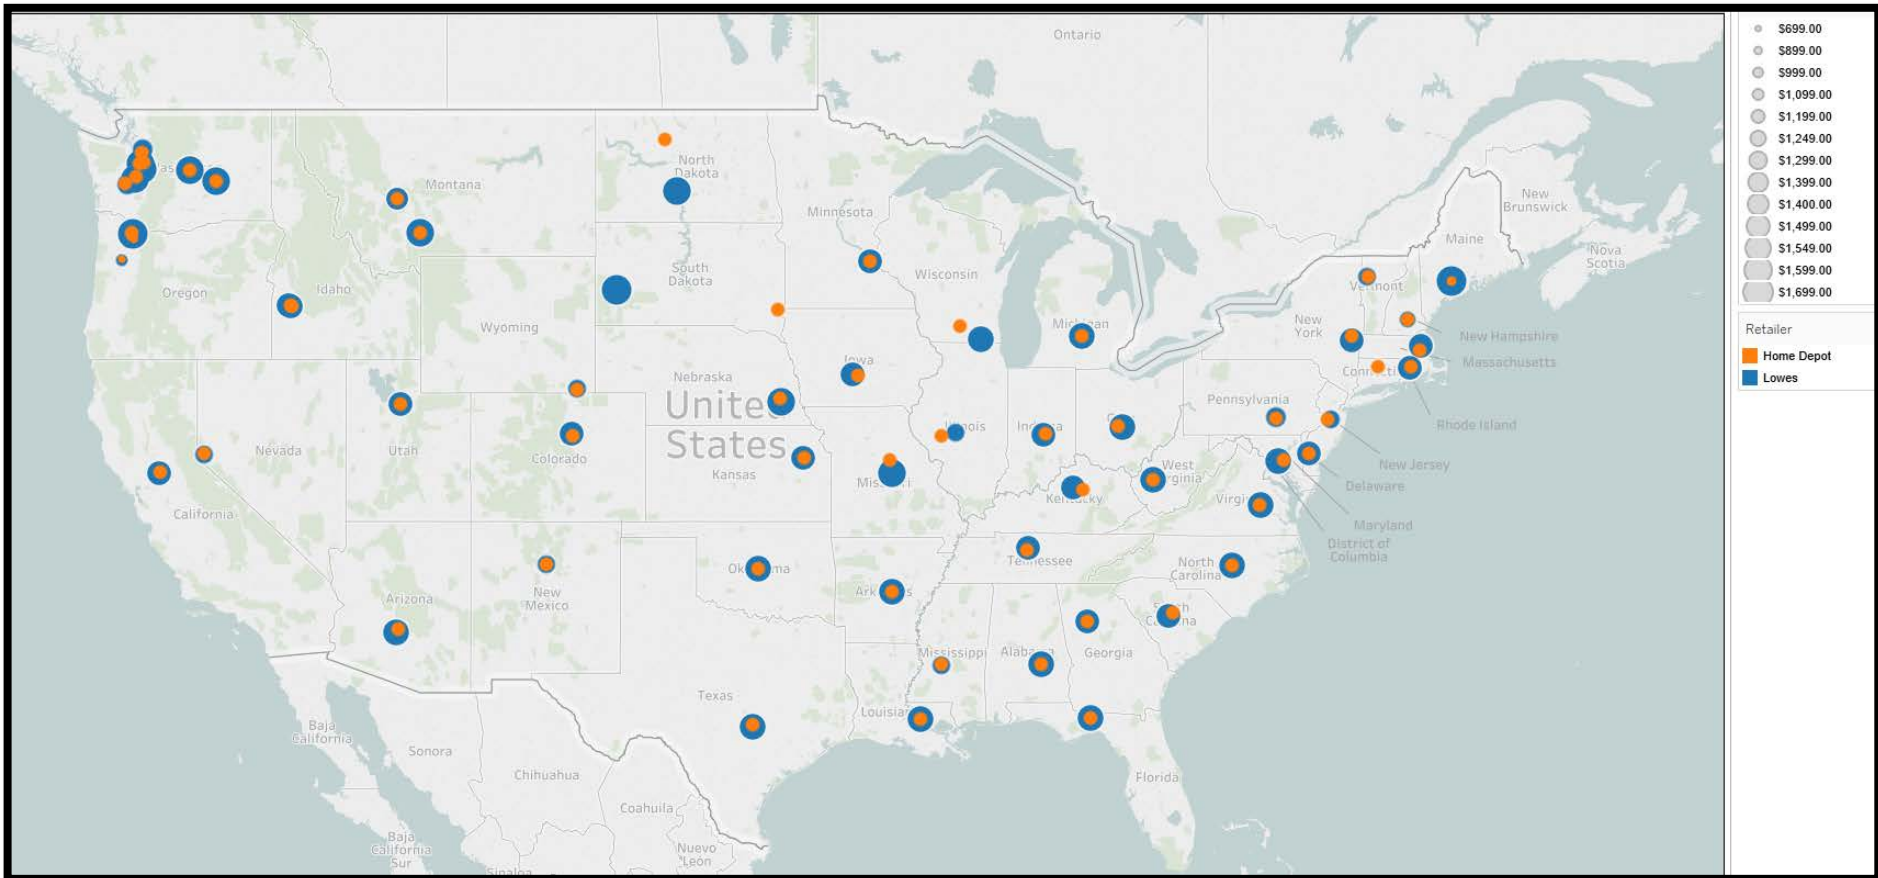 Ontario
North
Dakota
Montana
Minnesota
New
Brunswick
Maine
Nova
Scotia
South
Dakota
Wisconsin
Vermont
Oregon
Idaho
Wyoming
Michigan
New
York
New Hampshire
Massachusetts
Iowa
Nebraska
United
States
Pennsylvania
Rhode Island
Nevada
Utah
Colorado
Kansas
West
Virginia
New Jersey
Delaware
California
Kentucky
Maryland
District of
Columbia
Tennessee
North
Carolina
Arizona
New
Mexico
Mississippi
Georgia
Texas
Baja
California
Sonora
Chihuahua
Florida
Coahuila
Baja
California
Sur
Nuevo
León
Sinaloa
$699.00
$899.00
$999.00
$1,099.00
$1,199.00
$1,249.00
$1,299.00
$1,399.00
$1,400.00
$1,499.00
$1,549.00
$1,599.00
$1,699.00
Retailer
Home Depot
Lowes